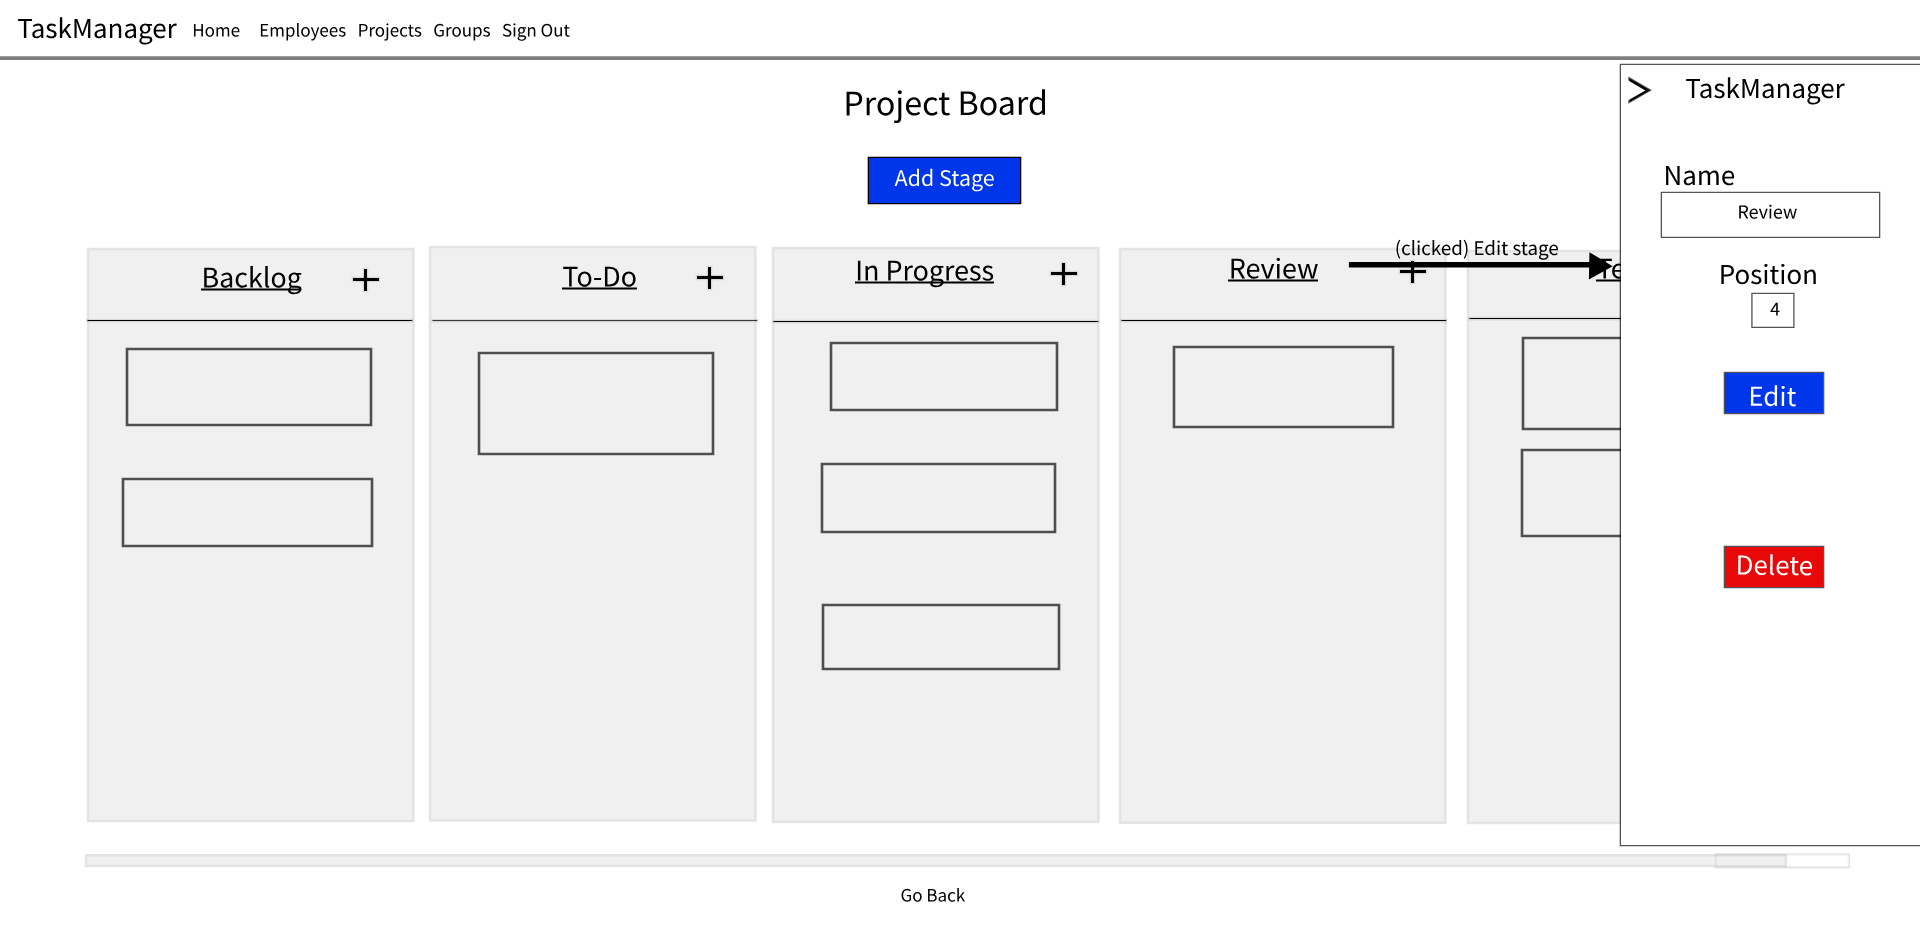 TaskManager Home Employees Projects Groups Sign Out
Project Board
Add Stage
Backlog +
To-Do +
In Progress +
Review +
(clicked) Edit stage
Te
> TaskManager
Name
Review
Position
4
Edit
Delete
Go Back